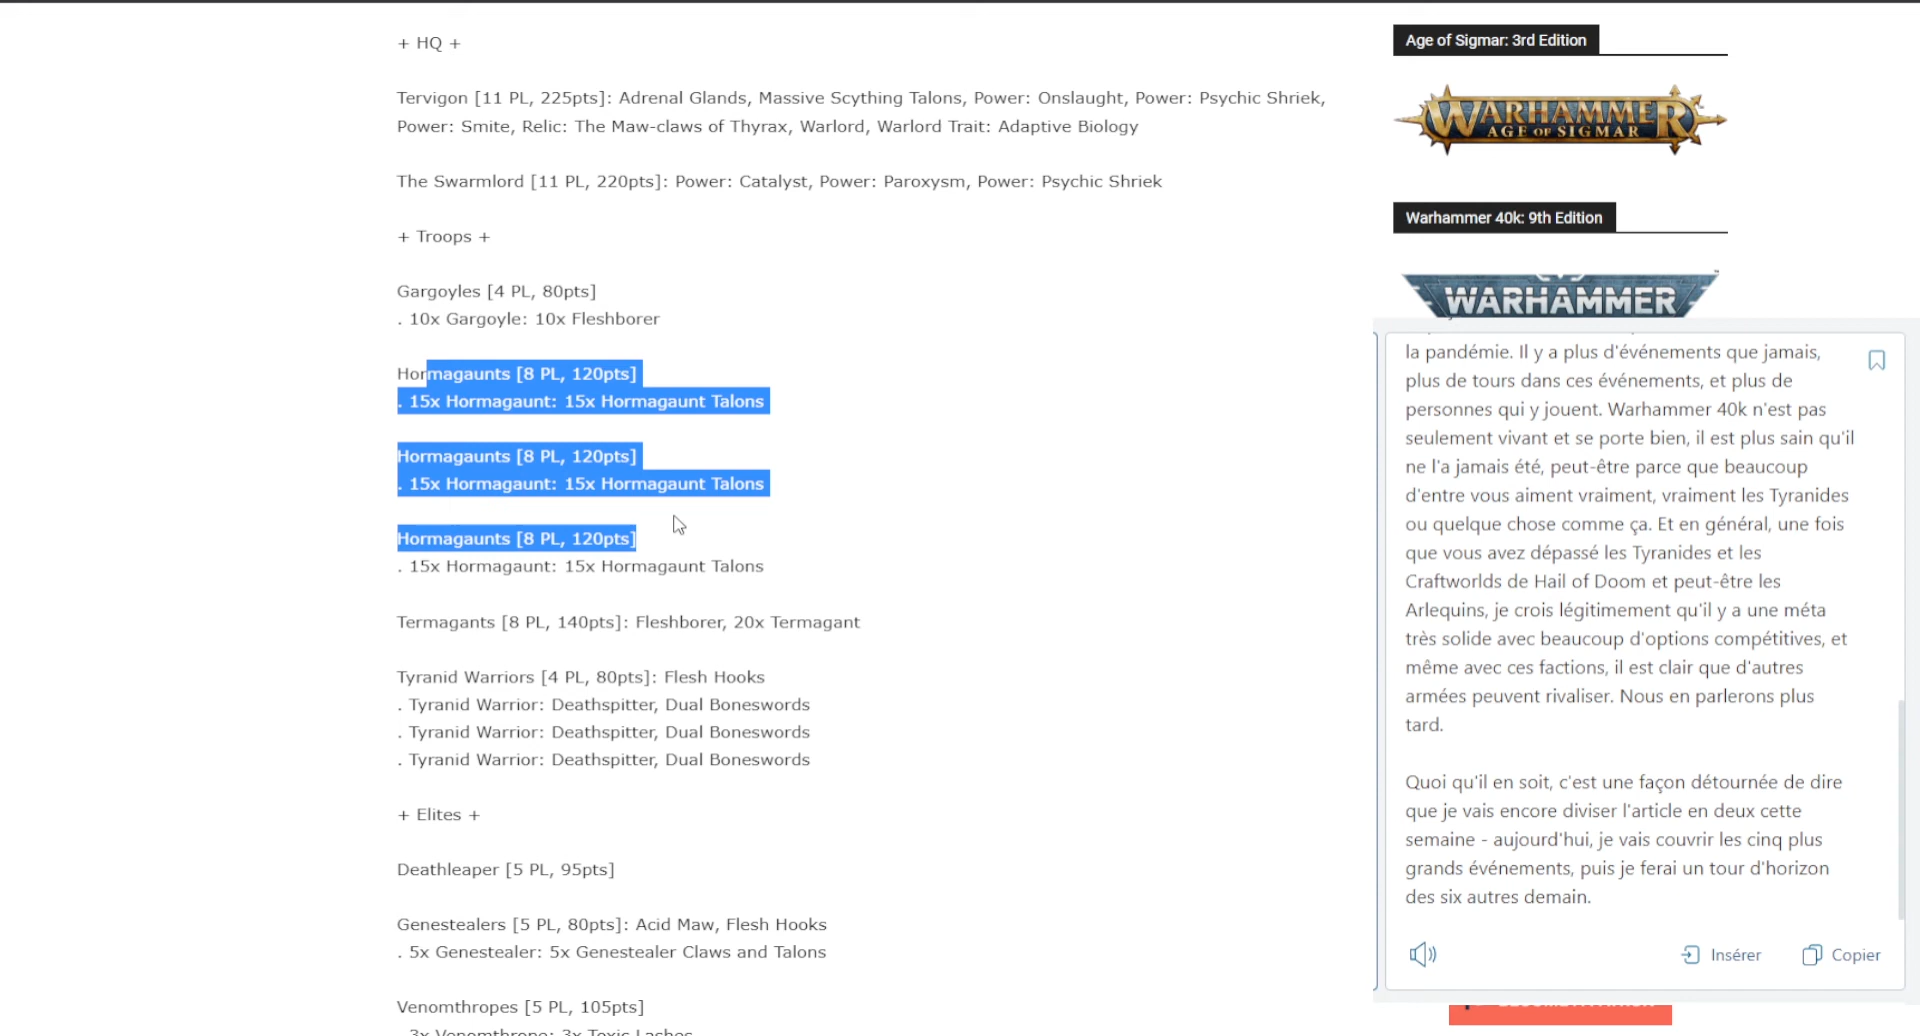 + HQ +
Tervigon [11 PL, 225pts]: Adrenal Glands, Massive Scything Talons, Power: Onslaught, Power: Psychic Shriek,
Power: Smite, Relic: The Maw-claws of Thyrax, Warlord, Warlord Trait: Adaptive Biology
The Swarmlord [11 PL, 220pts]: Power: Catalyst, Power: Paroxysm, Power: Psychic Shriek
+ Troops +
Gargoyles [4 PL, 80pts]
. 10x Gargoyle: 10x Fleshborer
Hormagaunts [8 PL, 120pts]
. 15x Hormagaunt: 15x Hormagaunt Talons
Hormagaunts [8 PL, 120pts]
. 15x Hormagaunt: 15x Hormagaunt Talons
Hormagaunts [8 PL, 120pts]
. 15x Hormagaunt: 15x Hormagaunt Talons
Termagants [8 PL, 140pts]: Fleshborer, 20x Termagant
Tyranid Warriors [4 PL, 80pts]: Flesh Hooks
. Tyranid Warrior: Deathspitter, Dual Boneswords
. Tyranid Warrior: Deathspitter, Dual Boneswords
. Tyranid Warrior: Deathspitter, Dual Boneswords
+ Elites +
Deathleaper [5 PL, 95pts]
Genestealers [5 PL, 80pts]: Acid Maw, Flesh Hooks
. 5x Genestealer: 5x Genestealer Claws and Talons
Venomthropes [5 PL, 105pts]
. 3x Venomthrope: 3x Toxic Lashes
Age of Sigmar: 3rd Edition
WARHAMMER
AGE OF SIGMAR
Warhammer 40k: 9th Edition
WARHAMMER
la pandémie. Il y a plus d'événements que jamais,
plus de tours dans ces événements, et plus de
personnes qui y jouent. Warhammer 40k n'est pas
seulement vivant et se porte bien, il est plus sain qu'il
ne l'a jamais été, peut-être parce que beaucoup
d'entre vous aiment vraiment, vraiment les Tyranides
ou quelque chose comme ça. Et en général, une fois
que vous avez dépassé les Tyranides et les
Craftworlds de Hail of Doom et peut-être les
Arlequins, je crois légitimement qu'il y a une méta
très solide avec beaucoup d'options compétitives, et
même avec ces factions, il est clair que d'autres
armées peuvent rivaliser. Nous en parlerons plus
tard.
Quoi qu'il en soit, c'est une façon détournée de dire
que je vais encore diviser l'article en deux cette
semaine - aujourd'hui, je vais couvrir les cinq plus
grands événements, puis je ferai un tour d'horizon
des six autres demain.
Insérer
Copier